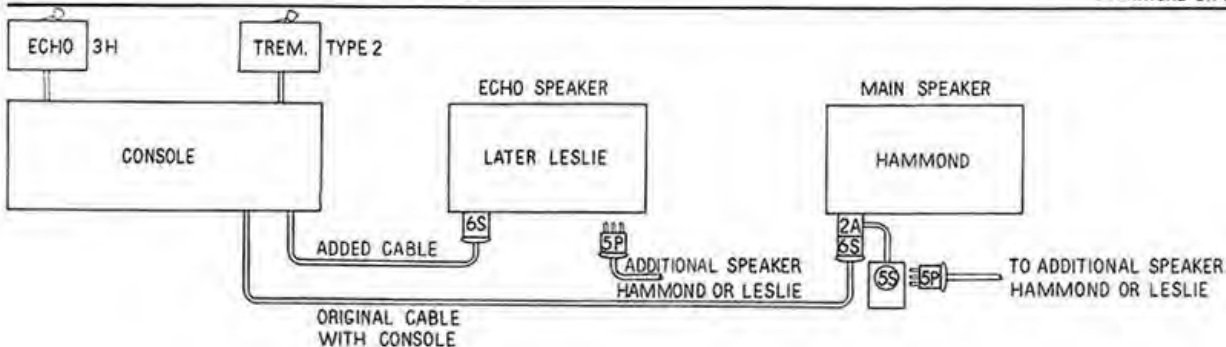 ECHO 3H
TREM. TYPE 2
ECHO SPEAKER
MAIN SPEAKER
CONSOLE
LATER LESLIE
HAMMOND
6S
2A
6S
ADDED CABLE
5P
ADDITIONAL SPEAKER
HAMMOND OR LESLIE
5S
5P
TO ADDITIONAL SPEAKER
HAMMOND OR LESLIE
ORIGINAL CABLE
WITH CONSOLE